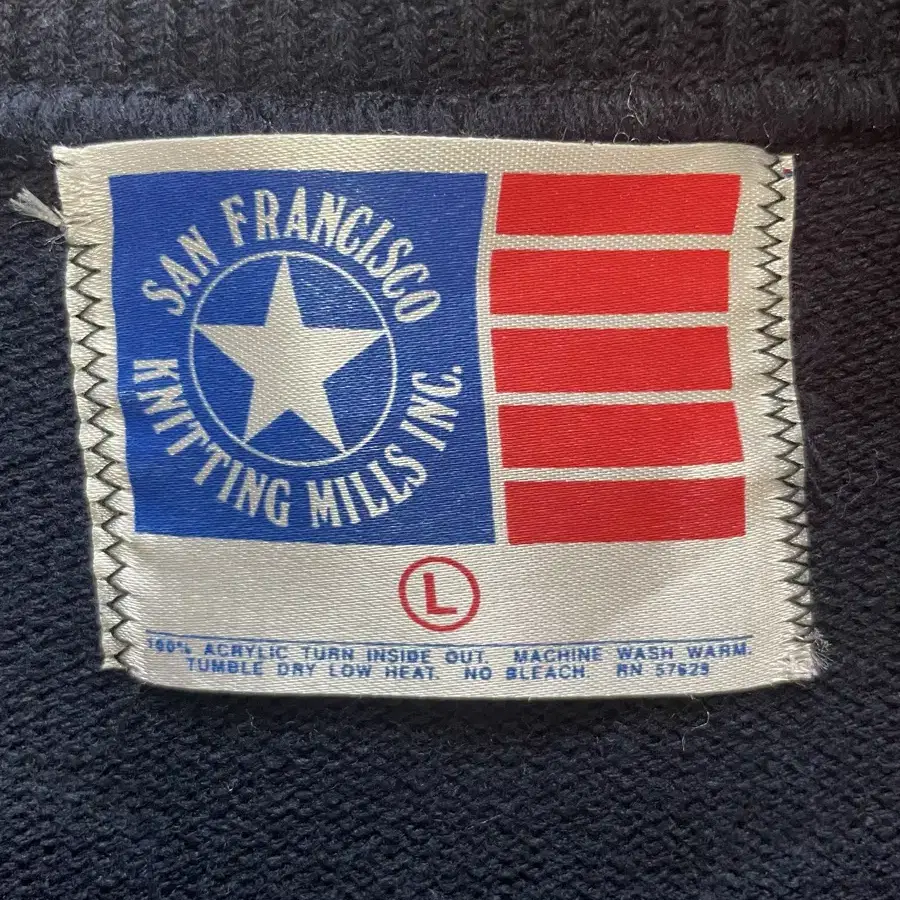 SAN FRANCISCO
KNITTING MILLS INC.
L
100% ACRYLIC TURN INSIDE OUT. MACHINE WASH WARM.
TUMBLE DRY LOW HEAT. NO BLEACH. RN 57629